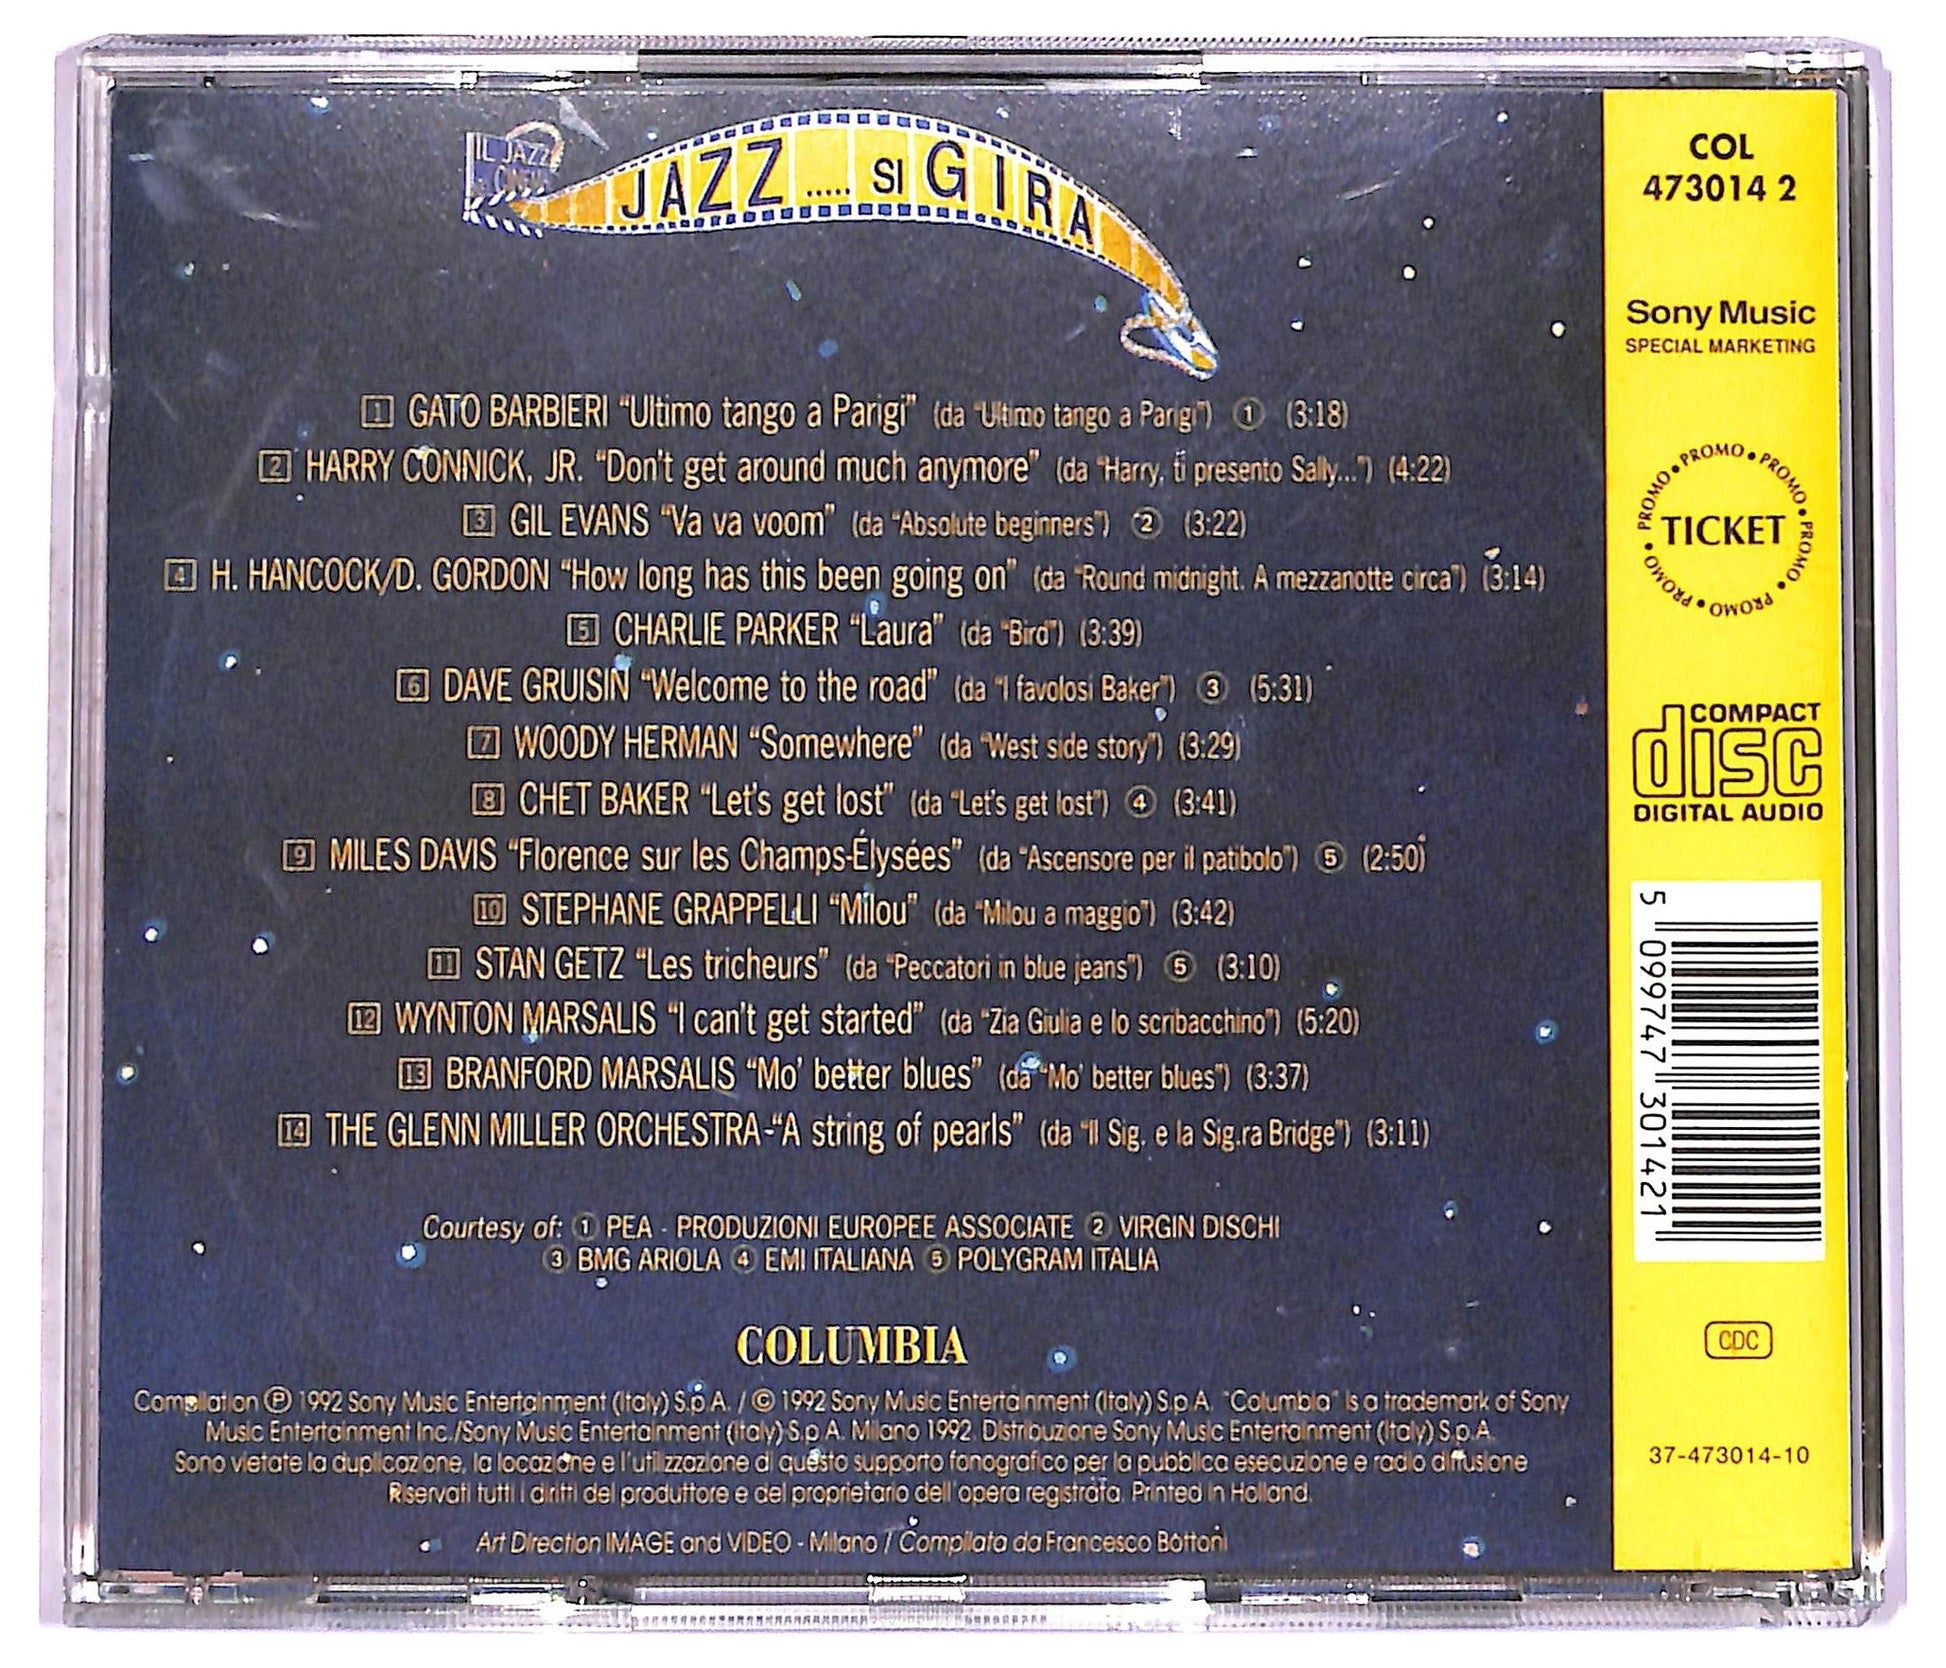 IL JAZZ
JAZZ ..... SI GIRA
1 GATO BARBIERI “Ultimo tango a Parigi” (da “Ultimo tango a Parigi”) 1 (3:18)
2 HARRY CONNICK, JR. “Don't get around much anymore” (da “Harry, ti presento Sally...”) (4:22)
3 GIL EVANS “Va va voom” (da “Absolute beginners”) 2 (3:22)
4 H. HANCOCK/D. GORDON “How long has this been going on” (da “Round midnight. A mezzanotte circa”) (3:14)
5 CHARLIE PARKER “Laura” (da “Bird”) (3:39)
6 DAVE GRUISIN “Welcome to the road” (da “I favolosi Baker”) 3 (5:31)
7 WOODY HERMAN “Somewhere” (da “West side story”) (3:29)
8 CHET BAKER “Let's get lost” (da “Let's get lost”) 4 (3:41)
9 MILES DAVIS “Florence sur les Champs-Élysées” (da “Ascensore per il patibolo”) 5 (2:50)
10 STEPHANE GRAPPELLI “Milou” (da “Milou a maggio”) (3:42)
11 STAN GETZ “Les tricheurs” (da “Peccatori in blue jeans”) 5 (3:10)
12 WYNTON MARSALIS “I can't get started” (da “Zia Giulia e lo scribacchino”) (5:20)
13 BRANFORD MARSALIS “Mo' better blues” (da “Mo' better blues”) (3:37)
14 THE GLENN MILLER ORCHESTRA-“A string of pearls” (da “Il Sig. e la Sig.ra Bridge”) (3:11)
Courtesy of: 1 PEA - PRODUZIONI EUROPEE ASSOCIATE 2 VIRGIN DISCHI
3 BMG ARIOLA 4 EMI ITALIANA 5 POLYGRAM ITALIA
COLUMBIA
Compilation ℗ 1992 Sony Music Entertainment (Italy) S.p.A. / © 1992 Sony Music Entertainment (Italy) S.p.A. “Columbia” is a trademark of Sony
Music Entertainment Inc./Sony Music Entertainment (Italy) S.p.A. Milano 1992. Distribuzione Sony Music Entertainment (Italy) S.p.A.
Sono vietate la duplicazione, la locazione e l'utilizzazione di questo supporto fonografico per la pubblica esecuzione e radio diffusione
Riservati tutti i diritti del produttore e del proprietario dell'opera registrata. Printed in Holland.
Art Direction IMAGE and VIDEO - Milano / Compilata da Francesco Bottoni
COL
473014 2
Sony Music
SPECIAL MARKETING
PROMO • PROMO • PROMO • PROMO • PROMO • PROMO •
TICKET
COMPACT
disc
DIGITAL AUDIO
5 099747 301421
CDC
37-473014-10